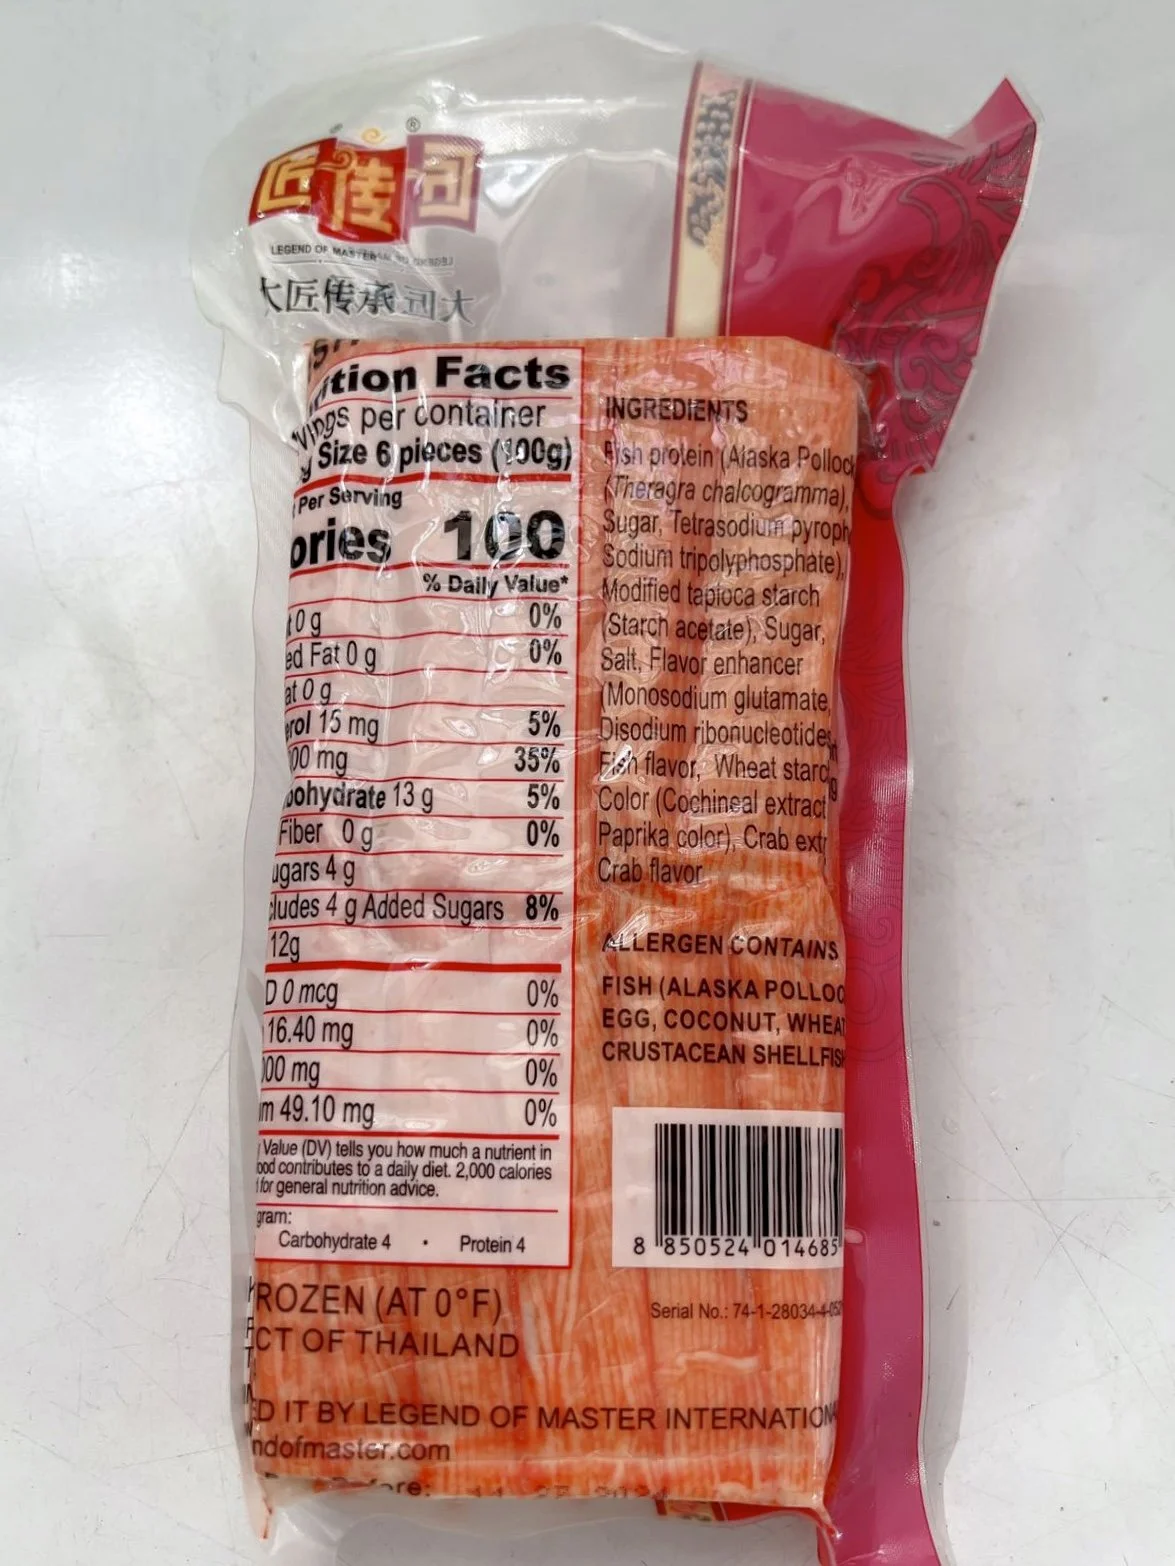 匠传
LEGEND OF MASTER
大匠传承
Facts
per container
Size 6 pieces (100g)
Per Serving
ories 100
% Daily Value*
0 g 0%
ed Fat 0 g 0%
at 0 g
erol 15 mg 5%
00 mg 35%
bohydrate 13 g 5%
Fiber 0 g 0%
ugars 4 g
cludes 4 g Added Sugars 8%
12g
D 0 mcg 0%
16.40 mg 0%
00 mg 0%
m 49.10 mg 0%
Value (DV) tells you how much a nutrient in
ood contributes to a daily diet. 2,000 calories
for general nutrition advice.
gram:
Carbohydrate 4 • Protein 4
INGREDIENTS
Fish protein (Alaska Pollock
(Theragra chalcogramma),
Sugar, Tetrasodium pyroph
Sodium tripolyphosphate),
Modified tapioca starch
(Starch acetate), Sugar,
Salt, Flavor enhancer
(Monosodium glutamate,
Disodium ribonucleotides
Fish flavor, Wheat starc
Color (Cochineal extract
Paprika color), Crab extr
Crab flavor
ALLERGEN CONTAINS
FISH (ALASKA POLLOC
EGG, COCONUT, WHEAT
CRUSTACEAN SHELLFISH
8 850524 014685
Serial No.: 74-1-28034-4-05
ROZEN (AT 0°F)
CT OF THAILAND
ED IT BY LEGEND OF MASTER INTERNATION
ndofmaster.com